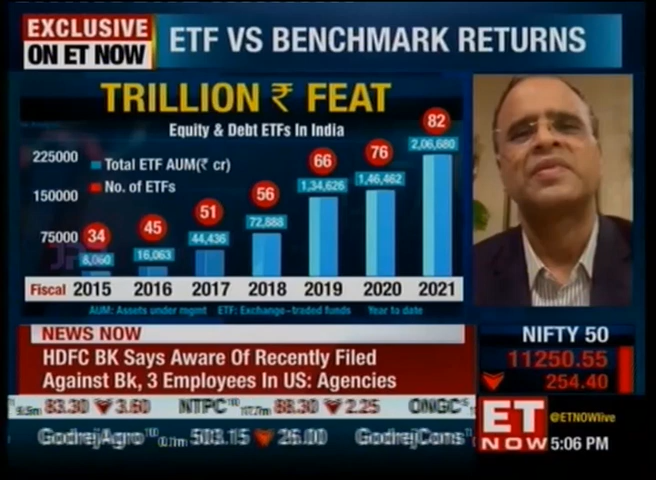 EXCLUSIVE
ON ET NOW
ETF VS BENCHMARK RETURNS
TRILLION ₹ FEAT
Equity & Debt ETFs In India
225000
150000
75000
Total ETF AUM(₹ cr)
No. of ETFs
34
45
51
56
66
76
82
8,060
16,063
44,436
72,888
1,34,626
1,46,462
2,06,680
Fiscal 2015 2016 2017 2018 2019 2020 2021
AUM: Assets under mgmt ETF: Exchange-traded funds Year to date
NEWS NOW
HDFC BK Says Aware Of Recently Filed
Against Bk, 3 Employees In US: Agencies
NIFTY 50
11250.55
254.40
83.30 3.60 NTPC 88.30 2.25 ONGC
GodrejAgro 503.15 26.00 GodrejCons
ET
NOW
@ETNOWlive
5:06 PM